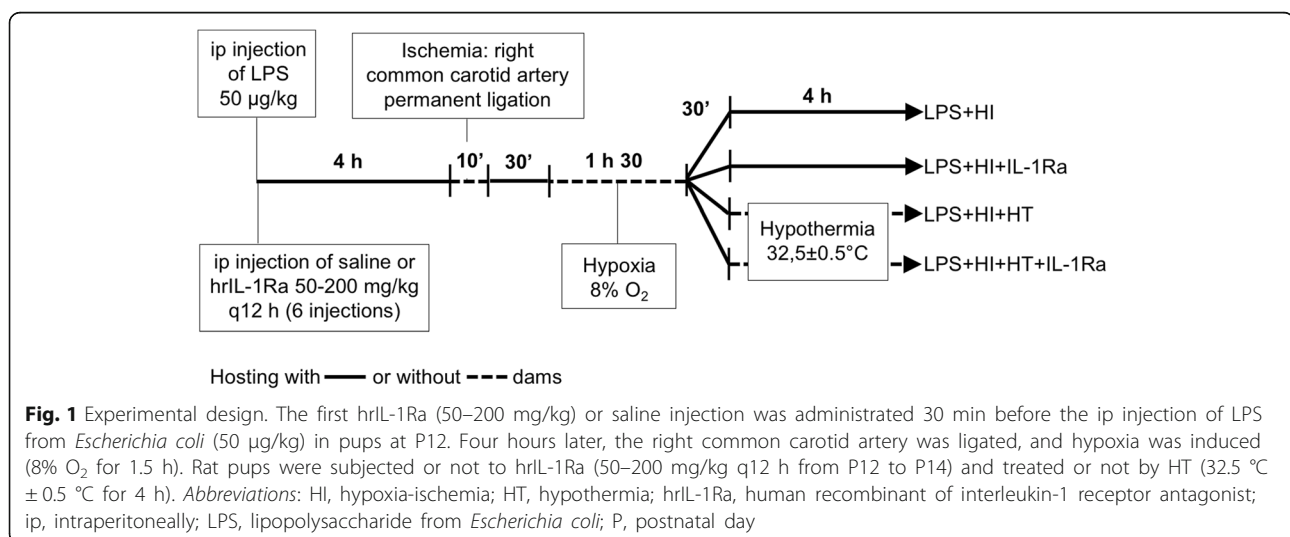 ip injection
of LPS
50 µg/kg
Ischemia: right
common carotid artery
permanent ligation
4 h
10’
30’
1 h 30
30’
4 h
LPS+HI
LPS+HI+IL-1Ra
LPS+HI+HT
LPS+HI+HT+IL-1Ra
Hypothermia
32,5±0.5°C
ip injection of saline or
hrIL-1Ra 50-200 mg/kg
q12 h (6 injections)
Hypoxia
8% O₂
Hosting with or without dams
Fig. 1 Experimental design. The first hrIL-1Ra (50–200 mg/kg) or saline injection was administrated 30 min before the ip injection of LPS
from Escherichia coli (50 µg/kg) in pups at P12. Four hours later, the right common carotid artery was ligated, and hypoxia was induced
(8% O₂ for 1.5 h). Rat pups were subjected or not to hrIL-1Ra (50–200 mg/kg q12 h from P12 to P14) and treated or not by HT (32.5 °C
± 0.5 °C for 4 h). Abbreviations: HI, hypoxia-ischemia; HT, hypothermia; hrIL-1Ra, human recombinant of interleukin-1 receptor antagonist;
ip, intraperitoneally; LPS, lipopolysaccharide from Escherichia coli; P, postnatal day